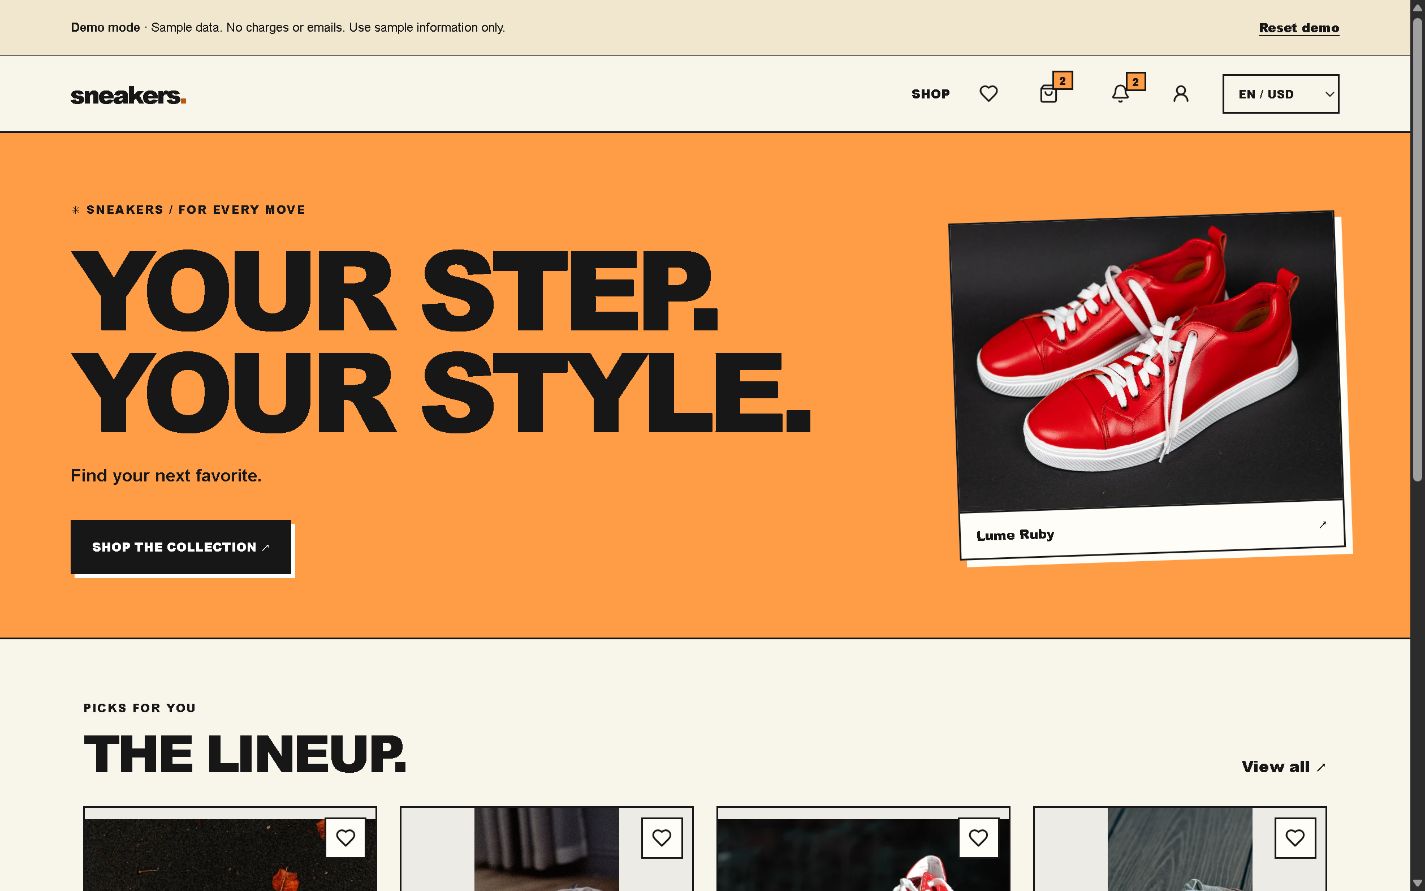 Demo mode · Sample data. No charges or emails. Use sample information only.
Reset demo
sneakers.
SHOP
2
2
EN / USD
✳ SNEAKERS / FOR EVERY MOVE
YOUR STEP.
YOUR STYLE.
Find your next favorite.
SHOP THE COLLECTION ↗
Lume Ruby ↗
PICKS FOR YOU
THE LINEUP.
View all ↗